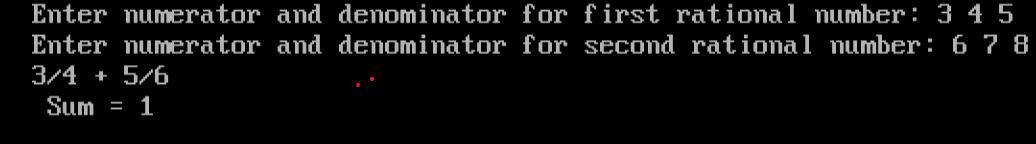 Enter numerator and denominator for first rational number: 3 4 5
Enter numerator and denominator for second rational number: 6 7 8
3/4 + 5/6
Sum = 1